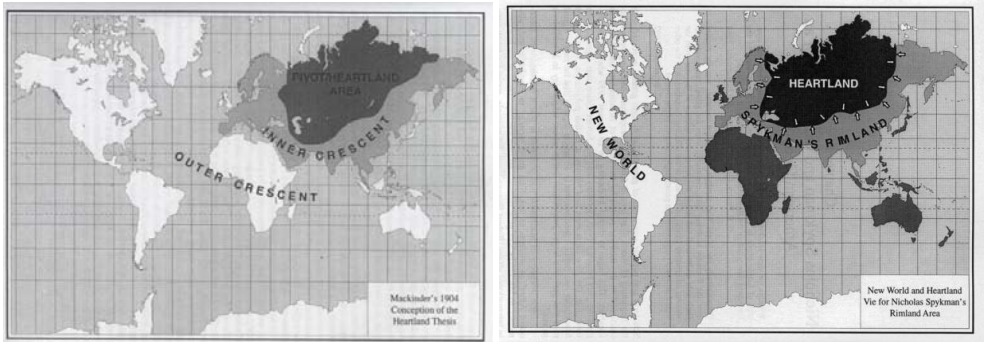 PIVOT/HEARTLAND
AREA
INNER CRESCENT
OUTER CRESCENT
Mackinder's 1904
Conception of the
Heartland Thesis
HEARTLAND
SPYKMAN'S RIMLAND
NEW WORLD
New World and Heartland
Vie for Nicholas Spykman's
Rimland Area